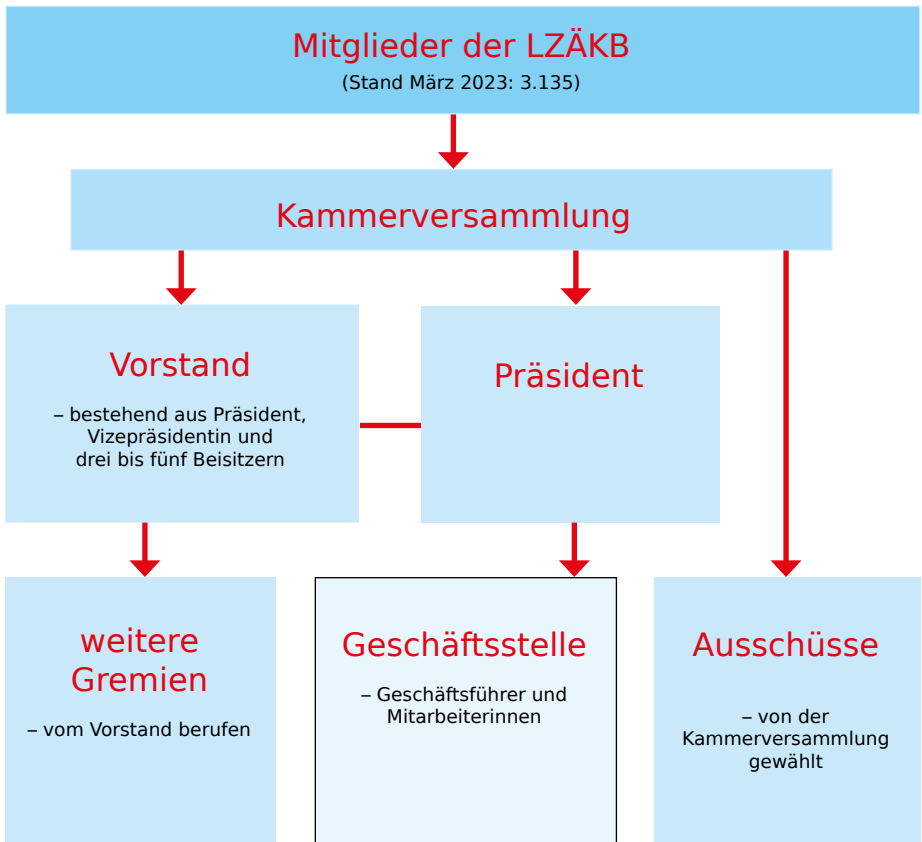 Mitglieder der LZÄKB
(Stand März 2023: 3.135)
Kammerversammlung
Vorstand
– bestehend aus Präsident,
Vizepräsidentin und
drei bis fünf Beisitzern
Präsident
weitere
Gremien
– vom Vorstand berufen
Geschäftsstelle
– Geschäftsführer und
Mitarbeiterinnen
Ausschüsse
– von der
Kammerversammlung
gewählt